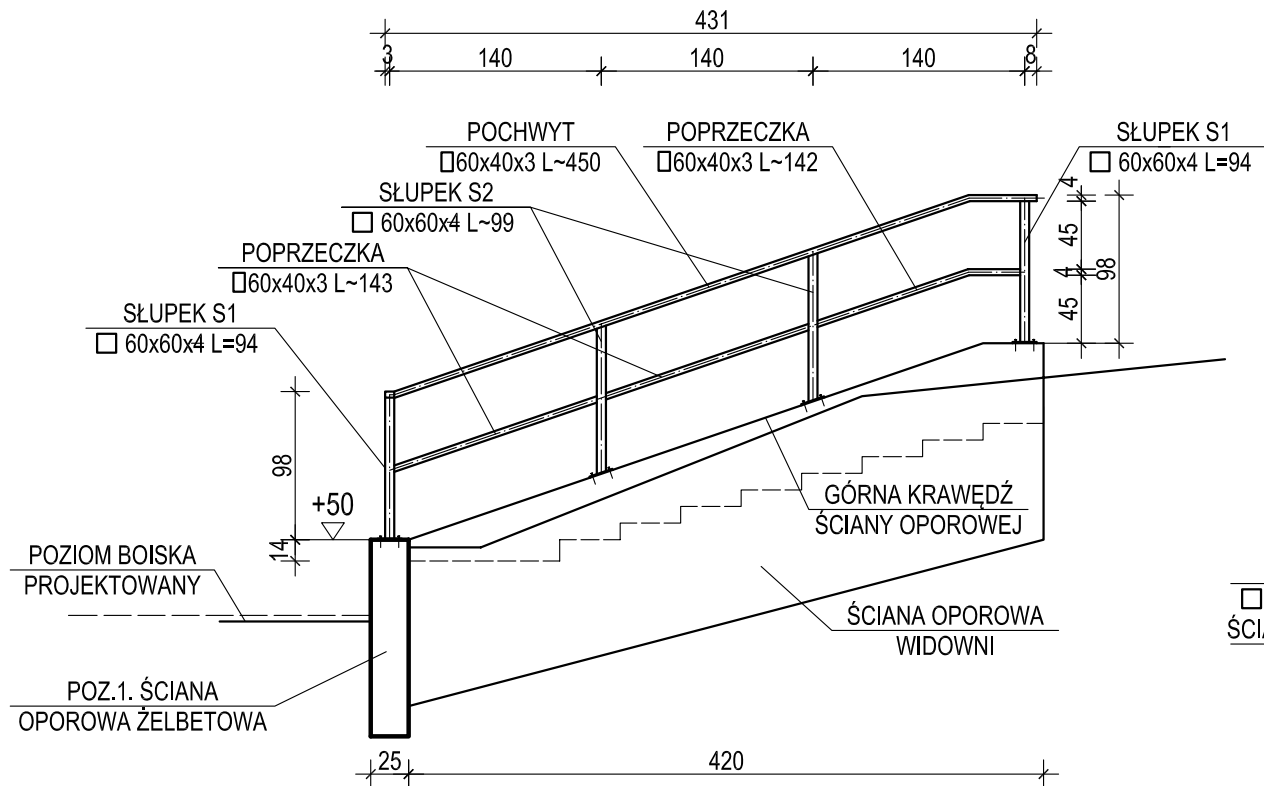 431
3 140 140 140 8
POCHWYT
60x40x3 L~450
POPRZECZKA
60x40x3 L~142
SŁUPEK S1
60x60x4 L=94
SŁUPEK S2
60x60x4 L~99
POPRZECZKA
60x40x3 L~143
SŁUPEK S1
60x60x4 L=94
4
45
4
45
98
98
14
+50
POZIOM BOISKA
PROJEKTOWANY
GÓRNA KRAWĘDŹ
ŚCIANY OPOROWEJ
ŚCIANA OPOROWA
WIDOWNI
POZ.1. ŚCIANA
OPOROWA ŻELBETOWA
25 420